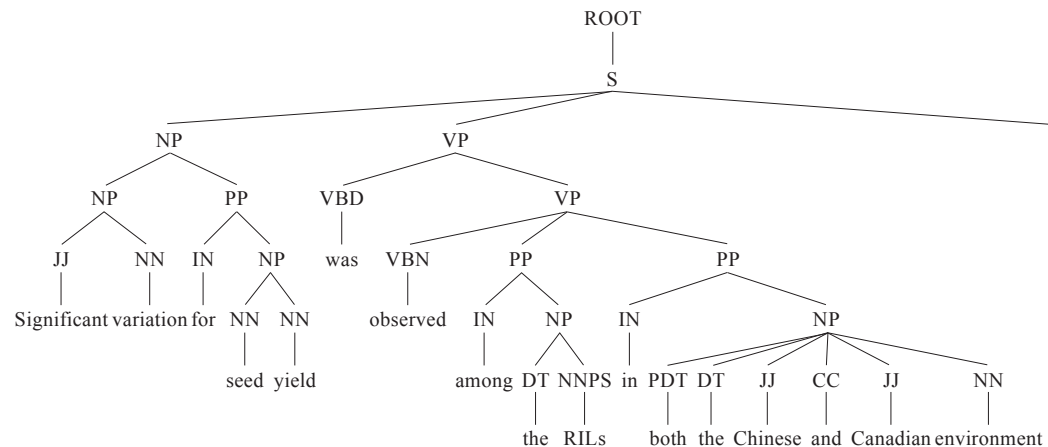 ROOT
S
NP VP
NP PP VBD VP
JJ NN IN NP was VBN PP PP
Significant variation for NN NN observed IN NP IN NP
seed yield among DT NNPS in PDT DT JJ CC JJ NN
the RILs both the Chinese and Canadian environment